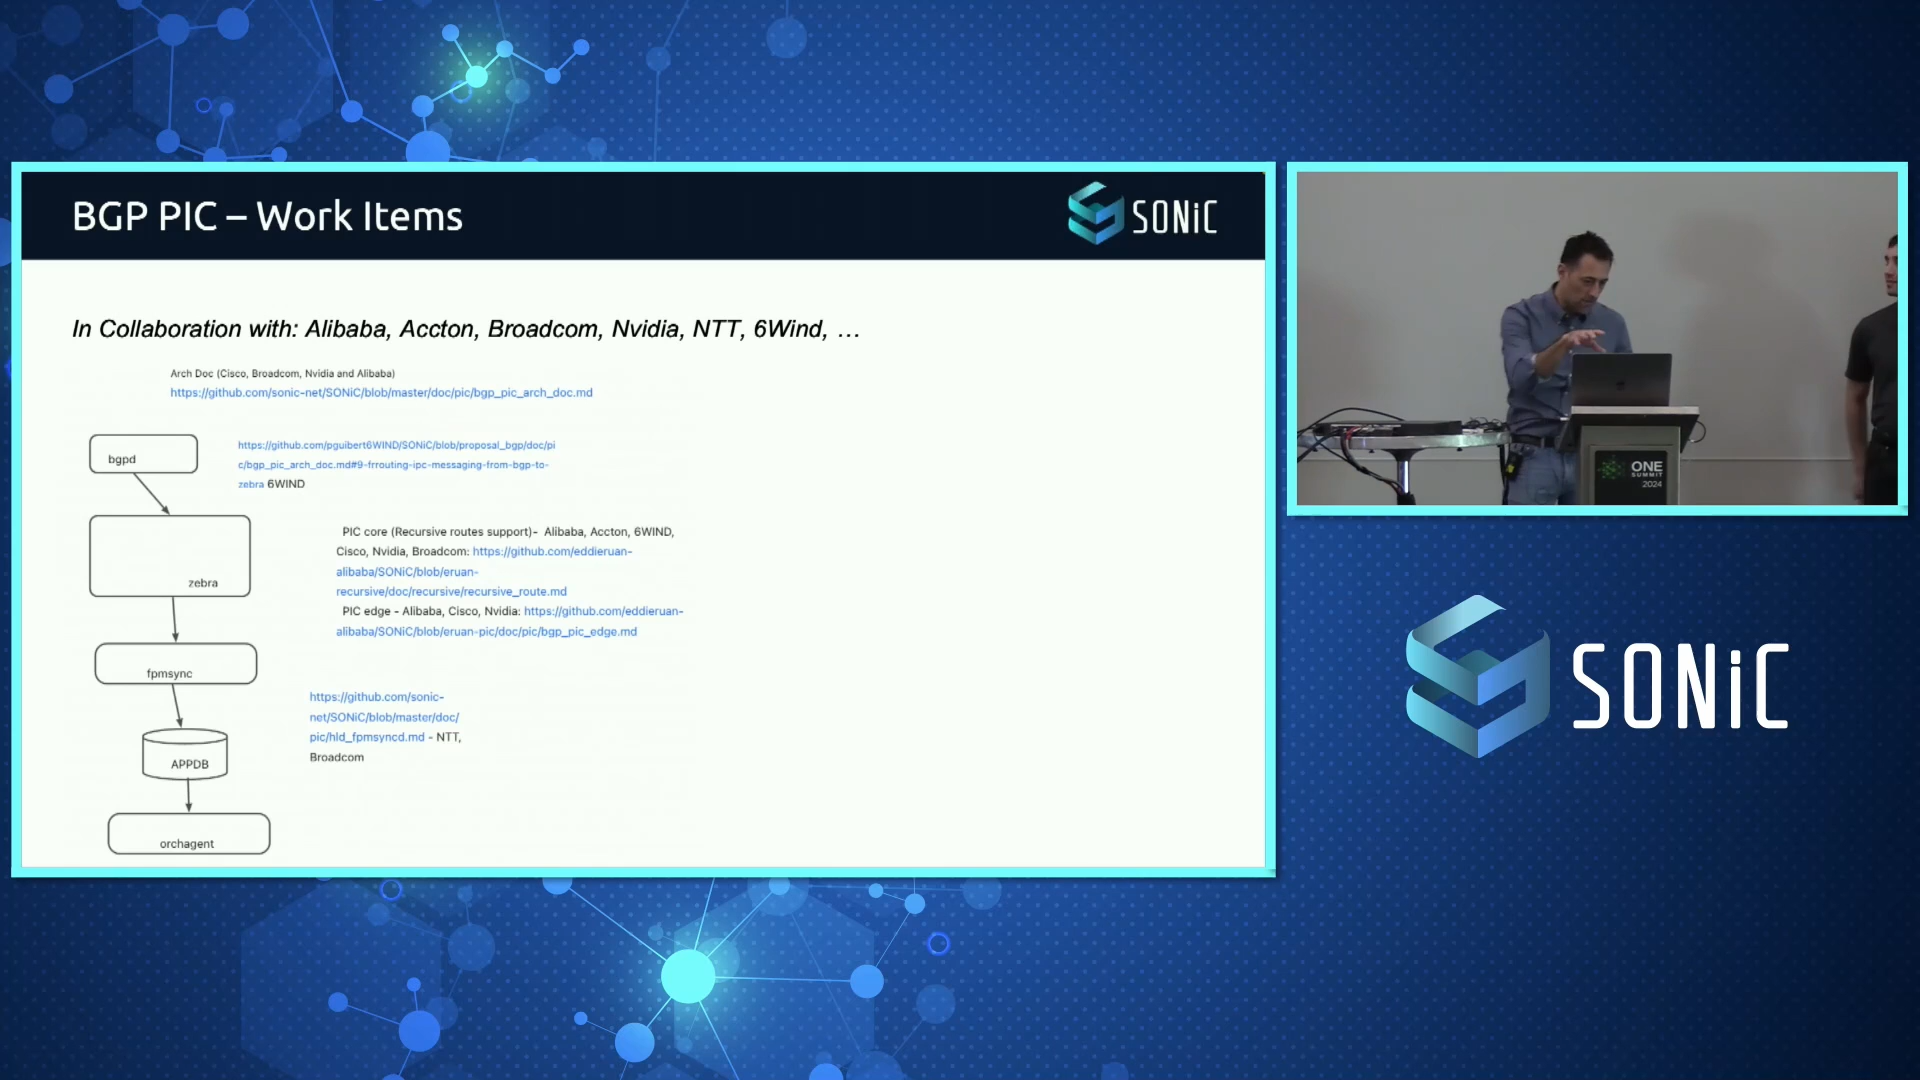 BGP PIC – Work Items
SONiC
In Collaboration with: Alibaba, Accton, Broadcom, Nvidia, NTT, 6Wind, …
Arch Doc (Cisco, Broadcom, Nvidia and Alibaba)
https://github.com/sonic-net/SONiC/blob/master/doc/pic/bgp_pic_arch_doc.md
bgpd
https://github.com/pguibert6WIND/SONiC/blob/proposal_bgp/doc/pi
c/bgp_pic_arch_doc.md#9-frrouting-ipc-messaging-from-bgp-to-
zebra 6WIND
zebra
PIC core (Recursive routes support)- Alibaba, Accton, 6WIND,
Cisco, Nvidia, Broadcom: https://github.com/eddieruan-
alibaba/SONiC/blob/eruan-
recursive/doc/recursive/recursive_route.md
PIC edge - Alibaba, Cisco, Nvidia: https://github.com/eddieruan-
alibaba/SONiC/blob/eruan-pic/doc/pic/bgp_pic_edge.md
fpmsync
https://github.com/sonic-
net/SONiC/blob/master/doc/
pic/hld_fpmsyncd.md - NTT,
Broadcom
APPDB
orchagent
ONE
SUMMIT
2024
SONiC